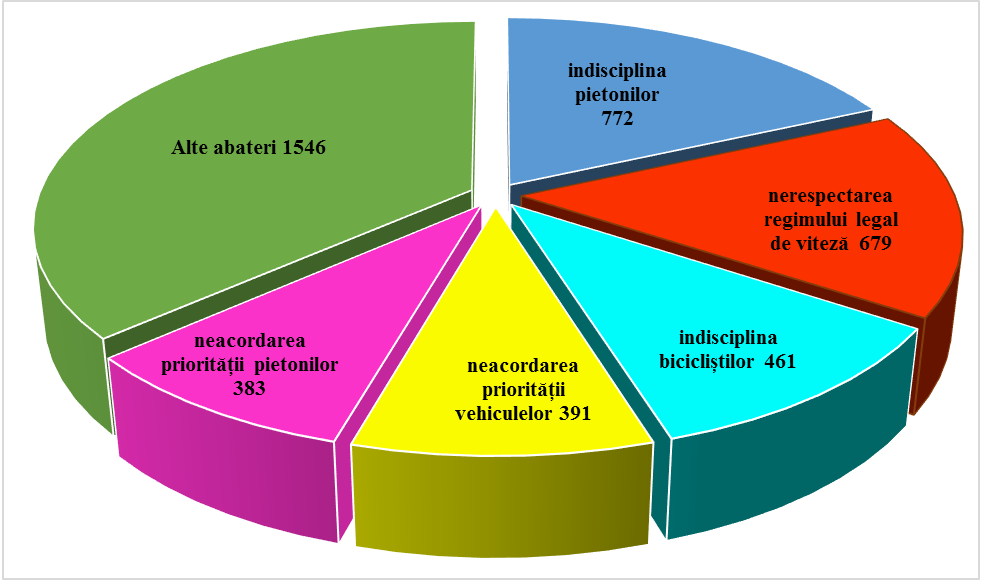 indisciplina
pietonilor
772
Alte abateri 1546
nerespectarea
regimului legal
de viteză 679
indisciplina
bicicliștilor 461
neacordarea
priorității pietonilor
383
neacordarea
priorității
vehiculelor 391